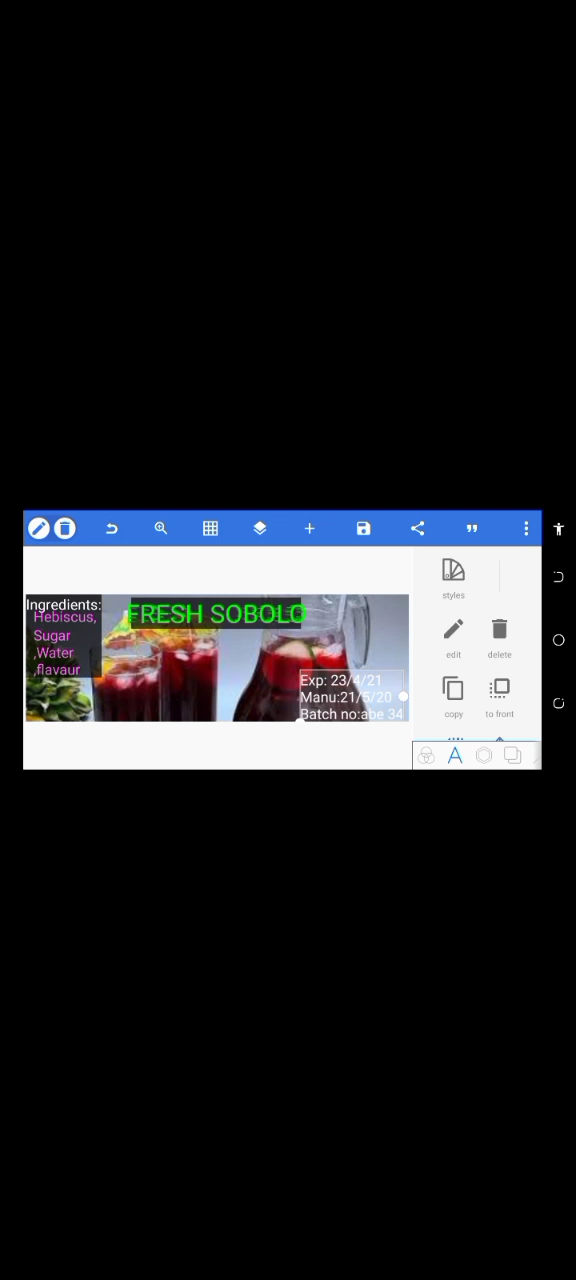 Ingredients:
Hebiscus,
Sugar
,Water
,flavaur
FRESH SOBOLO
Exp: 23/4/21
Manu:21/5/20
Batch no:abe 34
styles
edit
delete
copy
to front